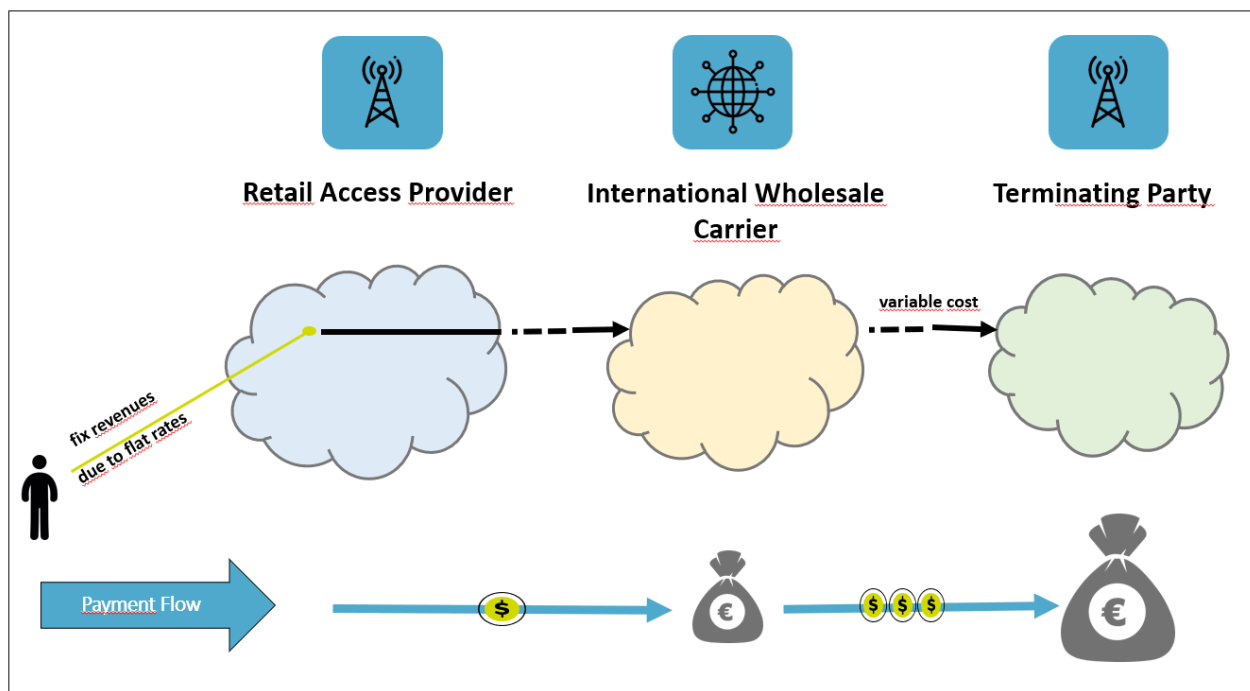 Retail Access Provider
International Wholesale
Carrier
Terminating Party
variable cost
fix revenues
due to flat rates
Payment Flow
$
€
$ $ $
€